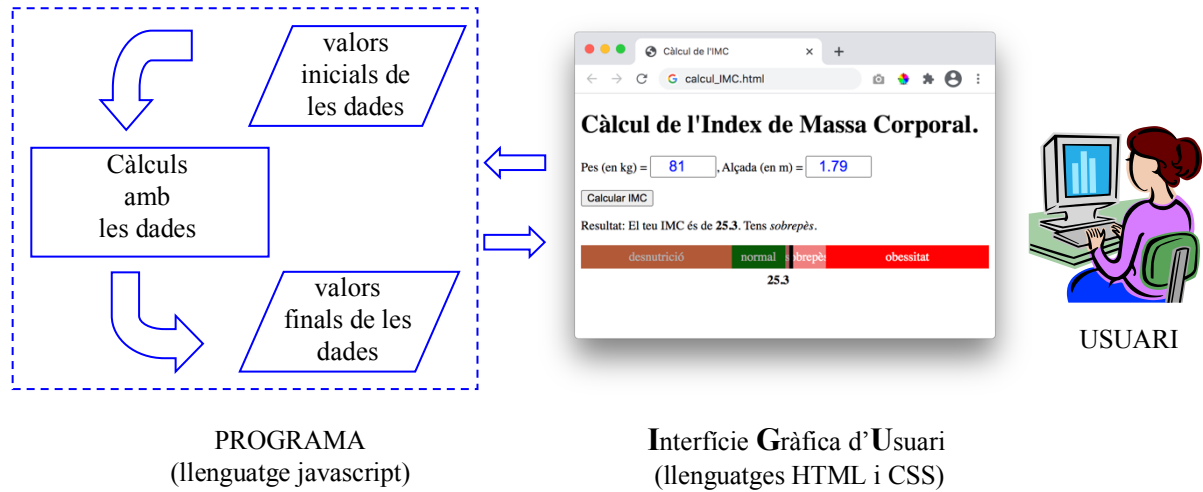 valors
inicials de
les dades
Càlculs
amb
les dades
valors
finals de les
dades
PROGRAMA
(llenguatge javascript)
Càlcul de l'IMC
calcul_IMC.html
Càlcul de l'Index de Massa Corporal.
Pes (en kg) = 81 , Alçada (en m) = 1.79
Calcular IMC
Resultat: El teu IMC és de 25.3. Tens sobrepès.
desnutrició normal sobrepès obessitat
25.3
Interfície Gràfica d’Usuari
(llenguatges HTML i CSS)
USUARI